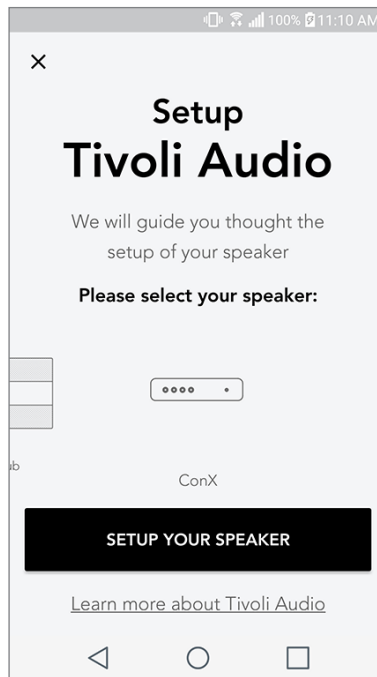 100% 11:10 AM
Setup
Tivoli Audio
We will guide you thought the
setup of your speaker
Please select your speaker:
ub
ConX
SETUP YOUR SPEAKER
Learn more about Tivoli Audio